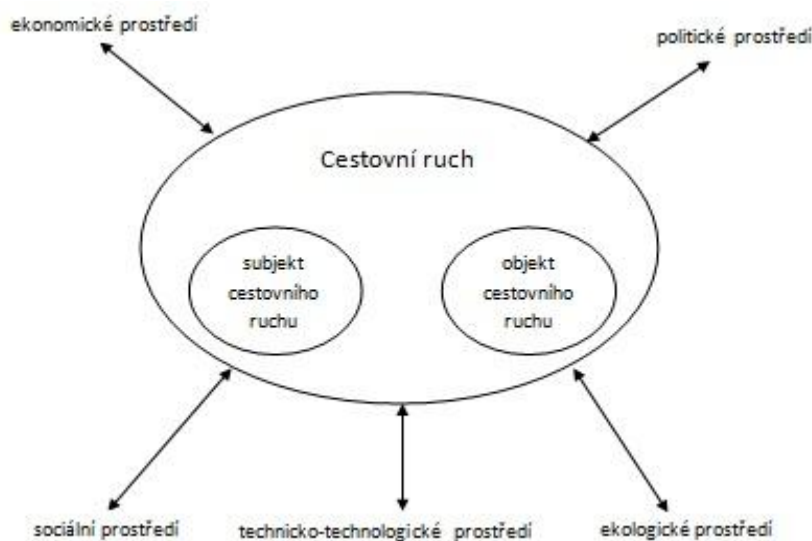 ekonomické prostředí
politické prostředí
Cestovní ruch
subjekt
cestovního
ruchu
objekt
cestovního
ruchu
sociální prostředí
technicko-technologické prostředí
ekologické prostředí